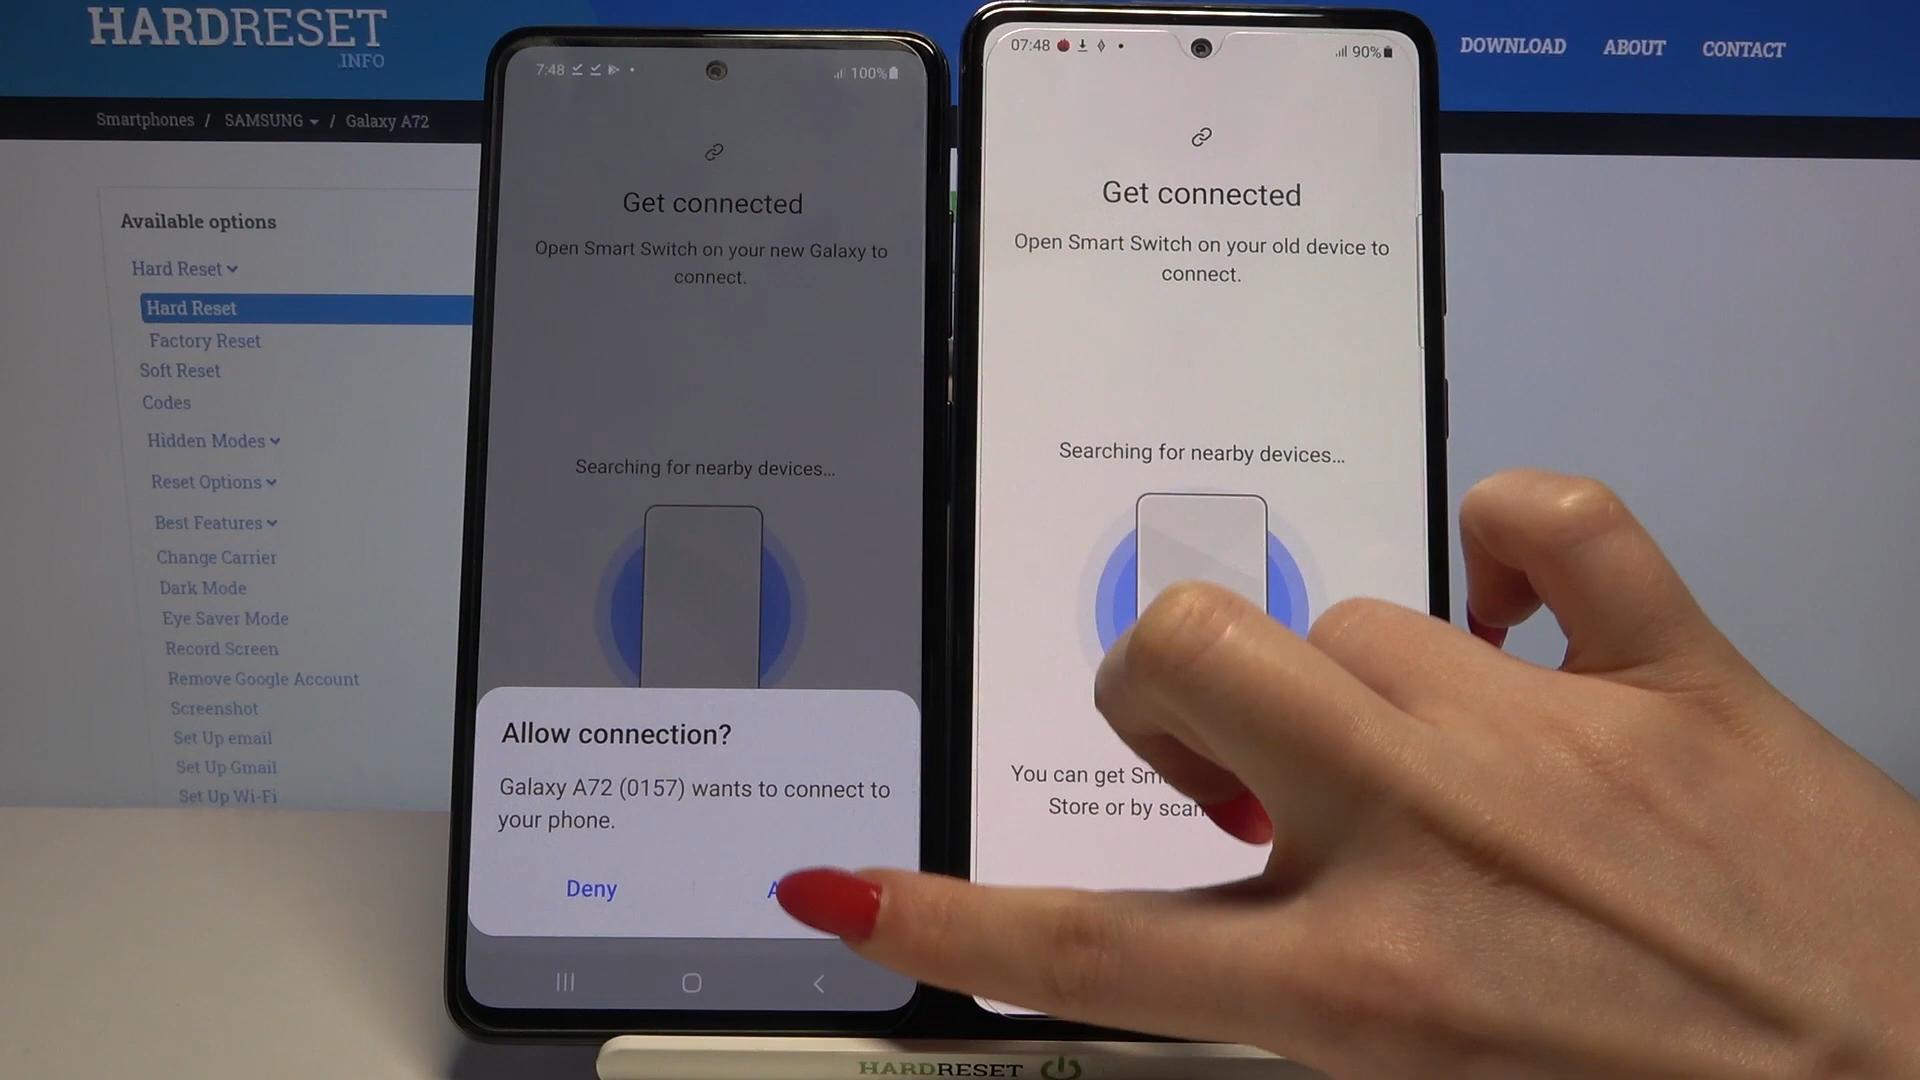 HARDRESET
.INFO
DOWNLOAD ABOUT CONTACT
Smartphones / SAMSUNG / Galaxy A72
Available options
Hard Reset
Hard Reset
Factory Reset
Soft Reset
Codes
Hidden Modes
Reset Options
Best Features
Change Carrier
Dark Mode
Eye Saver Mode
Record Screen
Remove Google Account
Screenshot
Set Up email
Set Up Gmail
Set Up Wi-Fi
7:48 100%
Get connected
Open Smart Switch on your new Galaxy to
connect.
Searching for nearby devices...
Allow connection?
Galaxy A72 (0157) wants to connect to
your phone.
Deny
07:48 90%
Get connected
Open Smart Switch on your old device to
connect.
Searching for nearby devices...
You can get
Store or by
HARDRESET